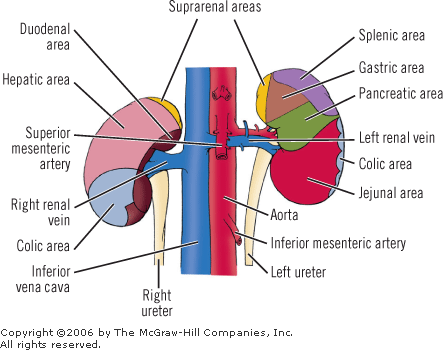 Suprarenal areas
Duodenal
area
Hepatic area
Superior
mesenteric
artery
Right renal
vein
Colic area
Inferior
vena cava
Right
ureter
Splenic area
Gastric area
Pancreatic area
Left renal vein
Colic area
Jejunal area
Aorta
Inferior mesenteric artery
Left ureter
Copyright ©2006 by The McGraw-Hill Companies, Inc.
All rights reserved.